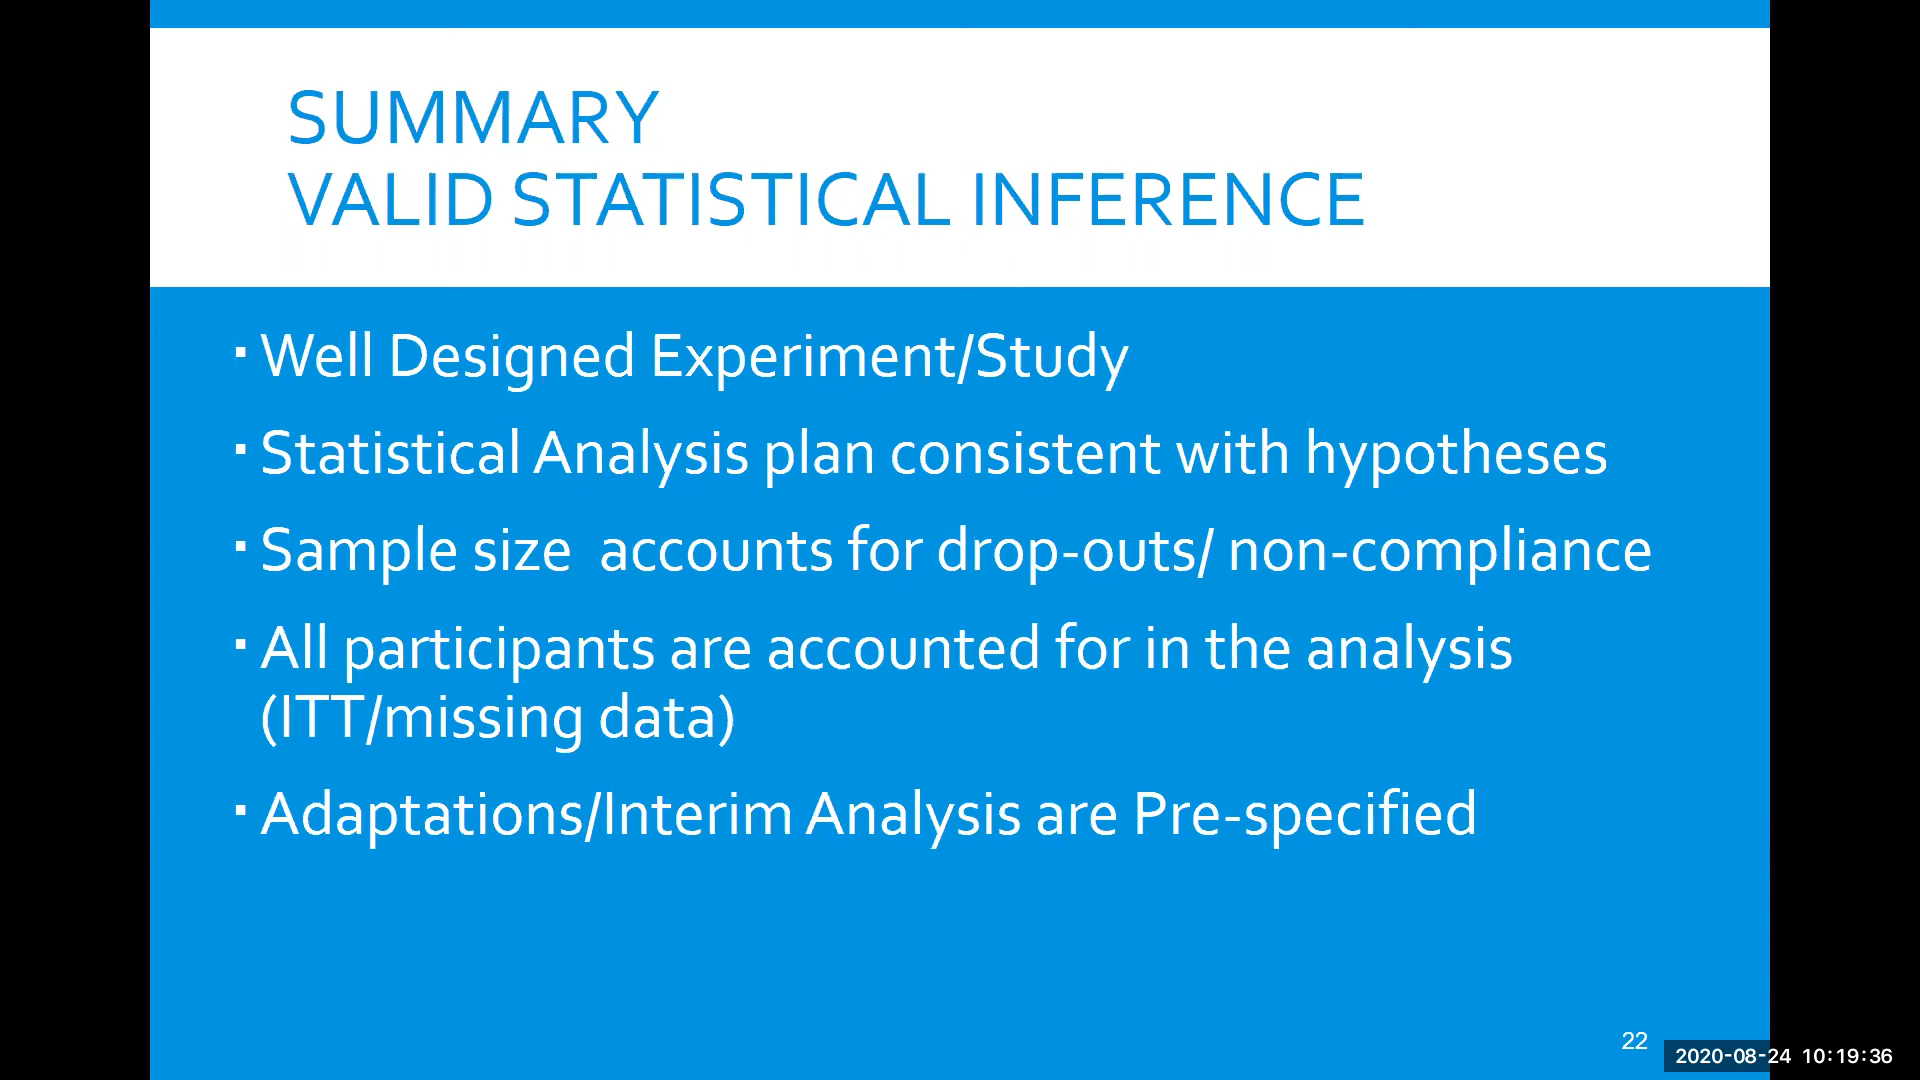 SUMMARY
VALID STATISTICAL INFERENCE
▪ Well Designed Experiment/Study
▪ Statistical Analysis plan consistent with hypotheses
▪ Sample size  accounts for drop-outs/ non-compliance
▪ All participants are accounted for in the analysis
(ITT/missing data)
▪ Adaptations/Interim Analysis are Pre-specified
22
2020-08-24 10:19:36